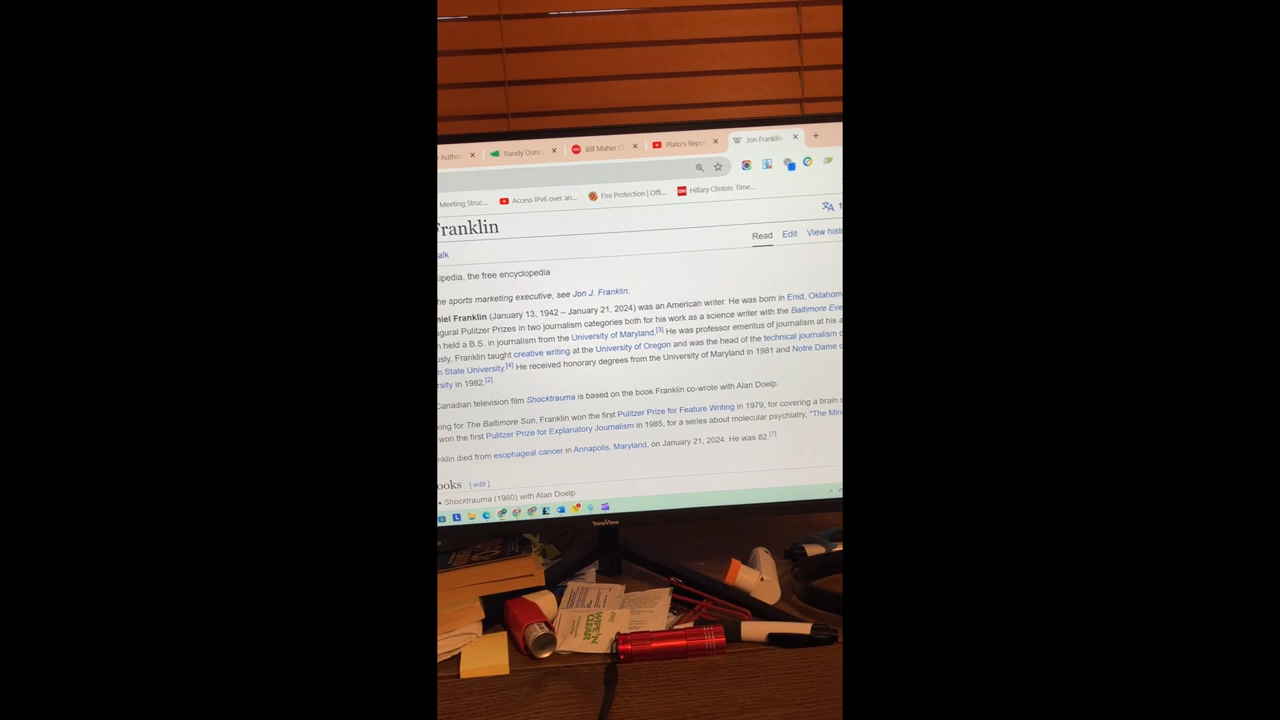 Autho
Randy Dunc
Bill Maher C
Plato's Repu
Jon Franklin
Meeting Struc...
Access IPv6 over an...
Fire Protection | Offi...
Hillary Clinton: Time...
Franklin
alk
Read Edit View hist
ipedia, the free encyclopedia
he sports marketing executive, see Jon J. Franklin.
niel Franklin (January 13, 1942 – January 21, 2024) was an American writer. He was born in Enid, Oklahom
gural Pulitzer Prizes in two journalism categories both for his work as a science writer with the Baltimore Eve
n held a B.S. in journalism from the University of Maryland.[3] He was professor emeritus of journalism at his a
usly, Franklin taught creative writing at the University of Oregon and was the head of the technical journalism
n State University.[4] He received honorary degrees from the University of Maryland in 1981 and Notre Dame o
rsity in 1982.[2]
Canadian television film Shocktrauma is based on the book Franklin co-wrote with Alan Doelp.
king for The Baltimore Sun, Franklin won the first Pulitzer Prize for Feature Writing in 1979, for covering a brain s
won the first Pulitzer Prize for Explanatory Journalism in 1985, for a series about molecular psychiatry, "The Min
nklin died from esophageal cancer in Annapolis, Maryland, on January 21, 2024. He was 82.[7]
ooks [ edit ]
• Shocktrauma (1980) with Alan Doelp
InnoView
WIPE'N
CLEAR